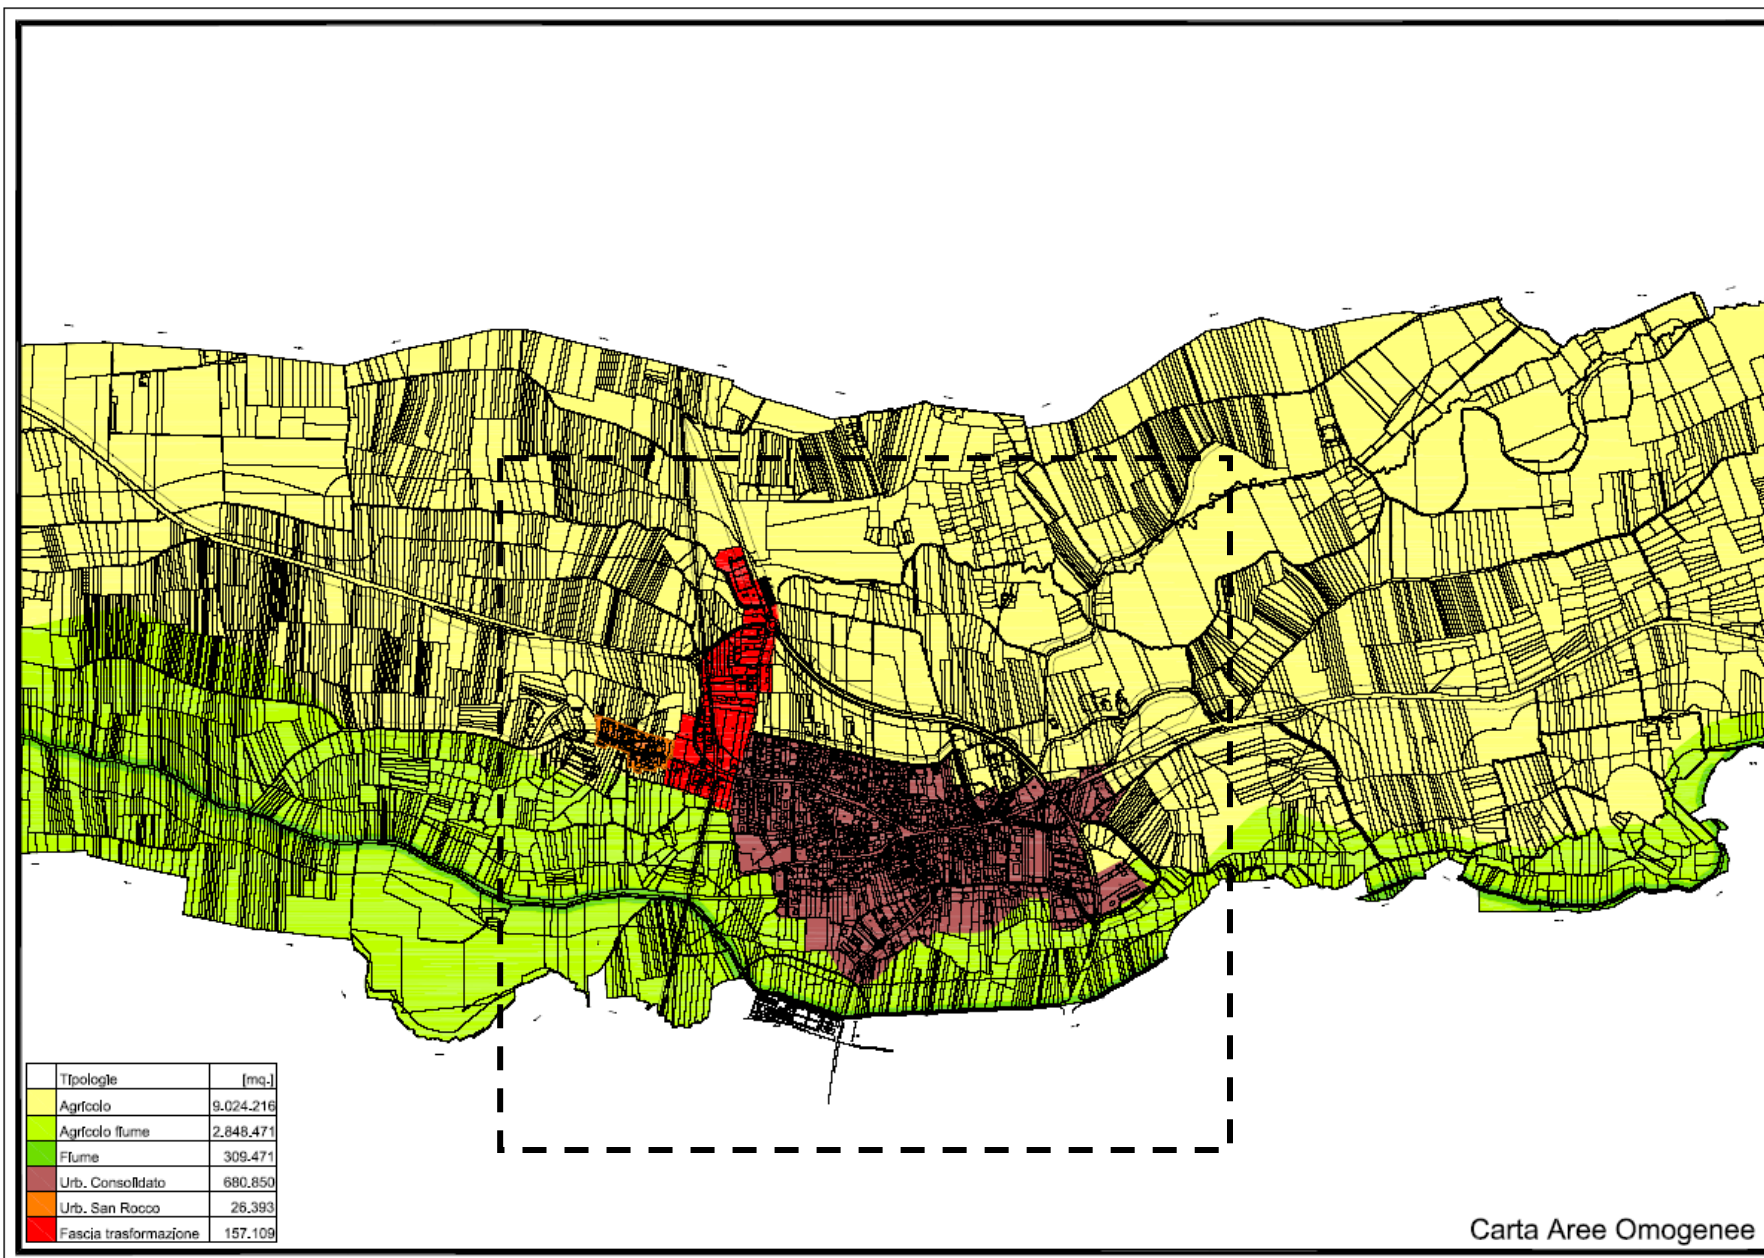 Tipologie [mq.]
Agricolo 9.024.216
Agricolo fiume 2.848.471
Fiume 309.471
Urb. Consolidato 680.850
Urb. San Rocco 26.393
Fascia trasformazione 157.109
Carta Aree Omogenee